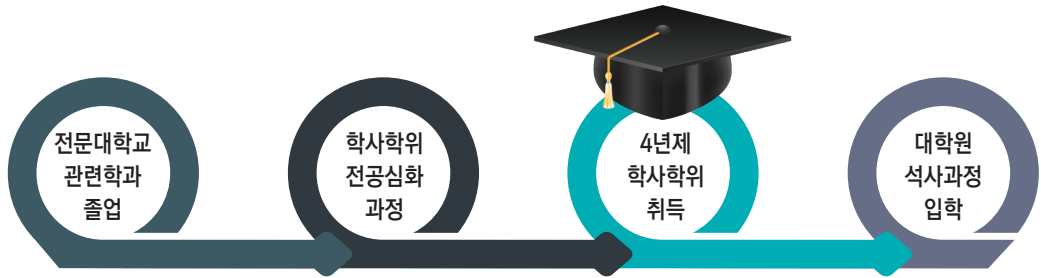 전문대학교
관련학과
졸업
학사학위
전공심화
과정
4년제
학사학위
취득
대학원
석사과정
입학